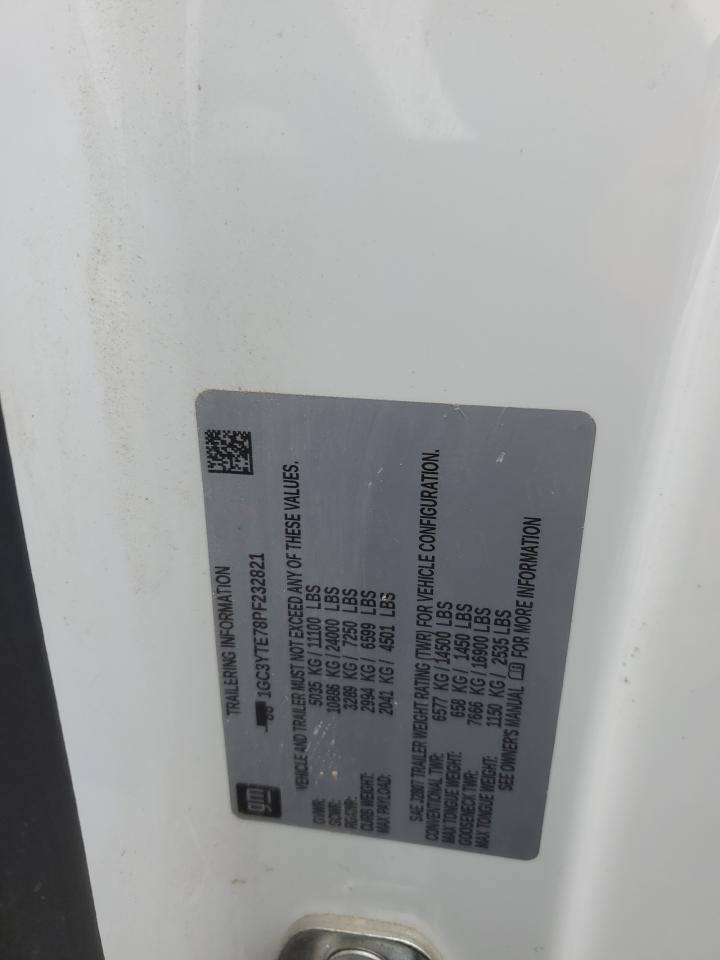 gm
TRAILERING INFORMATION
1GC3YTE78PF232821
VEHICLE AND TRAILER MUST NOT EXCEED ANY OF THESE VALUES.
GVWR: 5035 KG/11100 LBS
GCWR: 10886 KG/24000 LBS
RGAWR: 3289 KG/ 7250 LBS
CURB WEIGHT: 2994 KG/ 6599 LBS
MAX PAYLOAD: 2041 KG/ 4501 LBS
SAE J2807 TRAILER WEIGHT RATING (TWR) FOR VEHICLE CONFIGURATION.
CONVENTIONAL TWR: 6577 KG/14500 LBS
MAX TONGUE WEIGHT: 658 KG/ 1450 LBS
GOOSENECK TWR: 7666 KG/16900 LBS
MAX TONGUE WEIGHT: 1150 KG/ 2535 LBS
SEE OWNER'S MANUAL FOR MORE INFORMATION